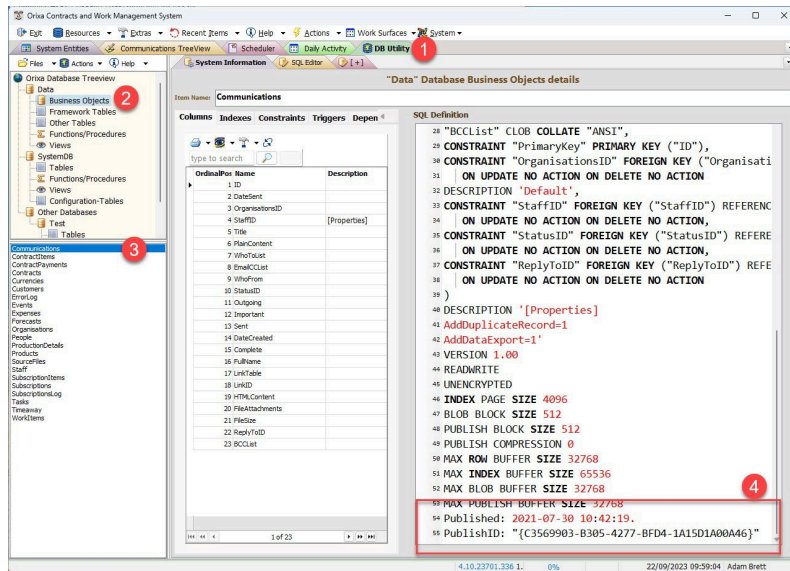 Orixa Contracts and Work Management System
Exit Resources Extras Recent Items Help Actions Work Surfaces System
System Entities Communications TreeView Scheduler Daily Activity DB Utility
1
Files Actions Help
System Information SQL Editor [+]
Orixa Database Treeview
Data
Business Objects
2
Framework Tables
Other Tables
Functions/Procedures
Views
SystemDB
Tables
Functions/Procedures
Views
Configuration-Tables
Other Databases
Test
Tables
3
Communications
ContractItems
ContractPayments
Contracts
Currencies
Customers
ErrorLog
Events
Expenses
Forecasts
Organisations
People
ProductionDetails
Products
SourceFiles
Staff
SubscriptionItems
Subscriptions
SubscriptionsLog
Tasks
Timeaway
WorkItems
"Data" Database Business Objects details
Item Name: Communications
Columns Indexes Constraints Triggers Depen
type to search
OrdinalPos Name Description
1 ID
2 DateSent
3 OrganisationsID
4 StaffID [Properties]
5 Title
6 PlainContent
7 WhoToList
8 EmailCCList
9 WhoFrom
10 StatusID
11 Outgoing
12 Important
13 Sent
14 DateCreated
15 Complete
16 FullName
17 LinkTable
18 LinkID
19 HTMLContent
20 FileAttachments
21 FileSize
22 ReplyToID
23 BCCList
1 of 23
SQL Definition
28 "BCCList" CLOB COLLATE "ANSI",
29 CONSTRAINT "PrimaryKey" PRIMARY KEY ("ID"),
30 CONSTRAINT "OrganisationsID" FOREIGN KEY ("Organisati
31 ON UPDATE NO ACTION ON DELETE NO ACTION
32 DESCRIPTION 'Default',
33 CONSTRAINT "StaffID" FOREIGN KEY ("StaffID") REFERENC
34 ON UPDATE NO ACTION ON DELETE NO ACTION,
35 CONSTRAINT "StatusID" FOREIGN KEY ("StatusID") REFERE
36 ON UPDATE NO ACTION ON DELETE NO ACTION,
37 CONSTRAINT "ReplyToID" FOREIGN KEY ("ReplyToID") REFE
38 ON UPDATE NO ACTION ON DELETE NO ACTION
39 )
40 DESCRIPTION '[Properties]
41 AddDuplicateRecord=1
42 AddDataExport=1'
43 VERSION 1.00
44 READWRITE
45 UNENCRYPTED
46 INDEX PAGE SIZE 4096
47 BLOB BLOCK SIZE 512
48 PUBLISH BLOCK SIZE 512
49 PUBLISH COMPRESSION 0
50 MAX ROW BUFFER SIZE 32768
51 MAX INDEX BUFFER SIZE 65536
52 MAX BLOB BUFFER SIZE 32768
4
53 MAX PUBLISH BUFFER SIZE 32768
54 Published: 2021-07-30 10:42:19.
55 PublishID: "{C3569903-B305-4277-BFD4-1A15D1A00A46}"
4.10.23701.336 1. 0% 22/09/2023 09:59:04 Adam Brett